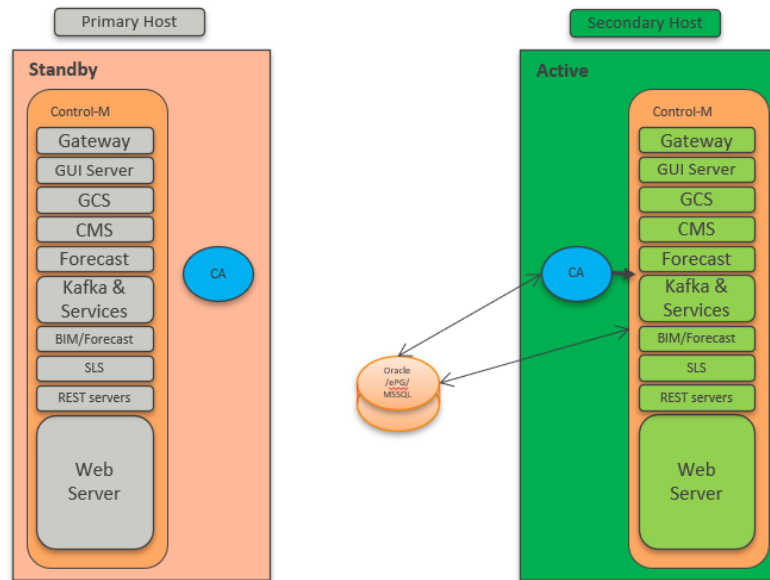 Primary Host
Secondary Host
Standby
Control-M
Gateway
GUI Server
GCS
CMS
Forecast
Kafka &
Services
BIM/Forecast
SLS
REST servers
Web
Server
CA
Oracle
/ePG/
MSSQL
Active
CA
Control-M
Gateway
GUI Server
GCS
CMS
Forecast
Kafka &
Services
BIM/Forecast
SLS
REST servers
Web
Server